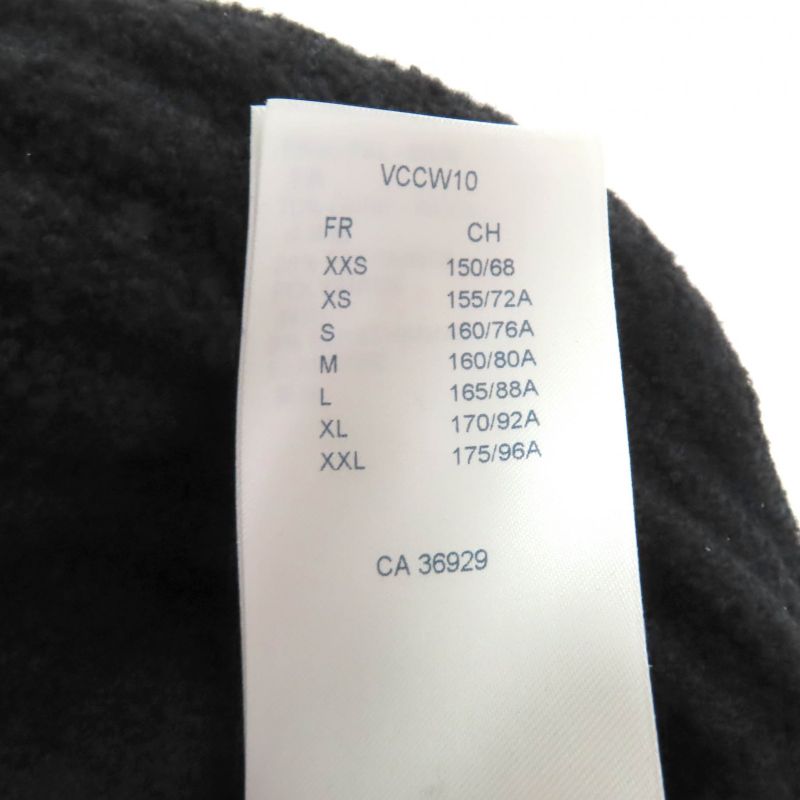 VCCW10
FR CH
XXS 150/68
XS 155/72A
S 160/76A
M 160/80A
L 165/88A
XL 170/92A
XXL 175/96A
CA 36929